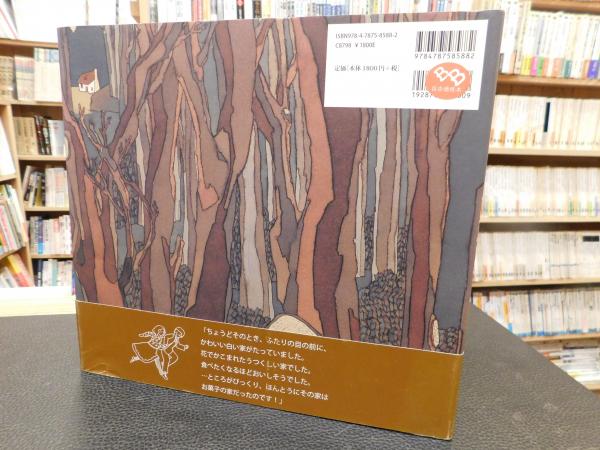 ISBN978-4-7875-8588-2
C8798 ¥1800E
定価[本体1800円+税]
9784787585882
「ちょうどそのとき、ふたりの目の前に、
かわいい白い家がたっていました。
花でかこまれたうつくしい家でした。
食べたくなるほどおいしそうでした。
…ところがびっくり、ほんとうにその家は
お菓子の家だったのです！」